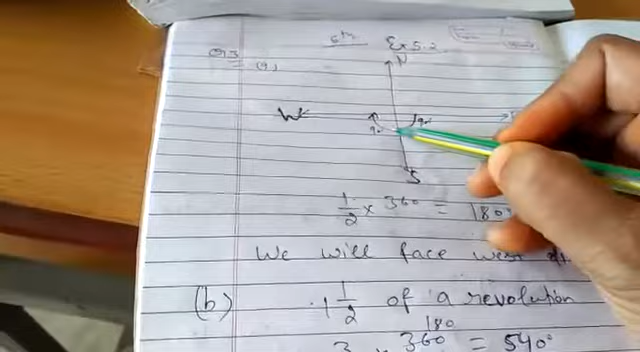 6th Ex 5.2
Q3 (a)
N
W
90 90°
S
1/2 × 360 = 180°
We will face west
(b) 1 1/2 of a revolution
180
3 × 360 = 540°